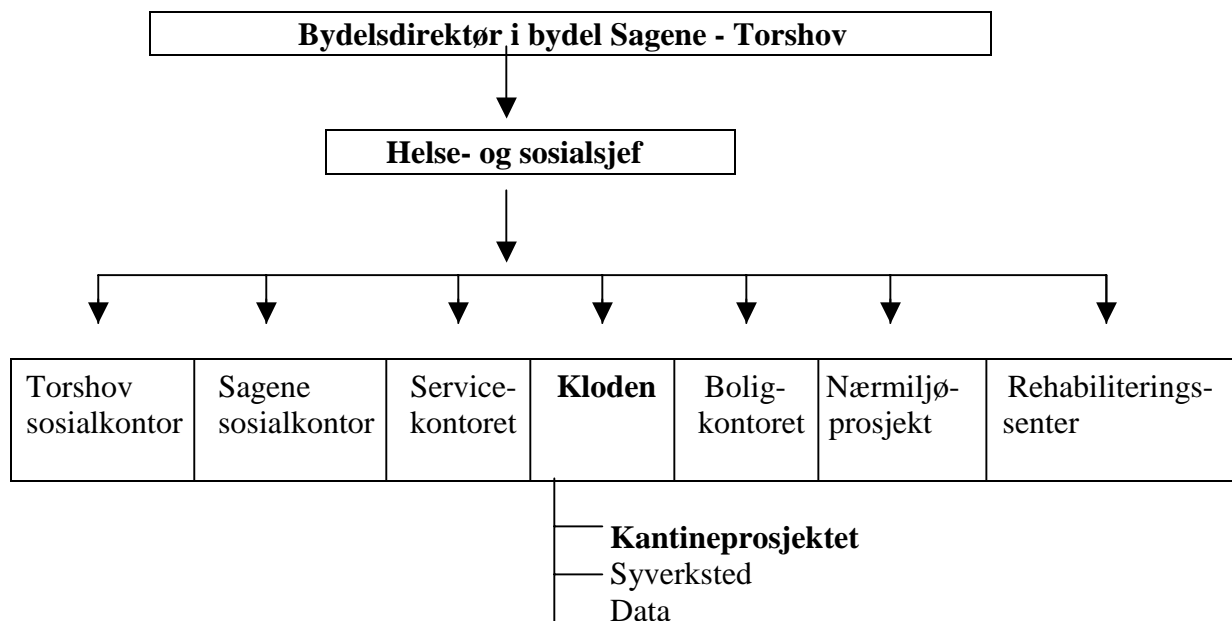 Bydelsdirektør i bydel Sagene - Torshov
Helse- og sosialsjef
Torshov
sosialkontor
Sagene
sosialkontor
Service-
kontoret
Kloden
Bolig-
kontoret
Nærmiljø-
prosjekt
Rehabiliterings-
senter
Kantineprosjektet
Syverksted
Data